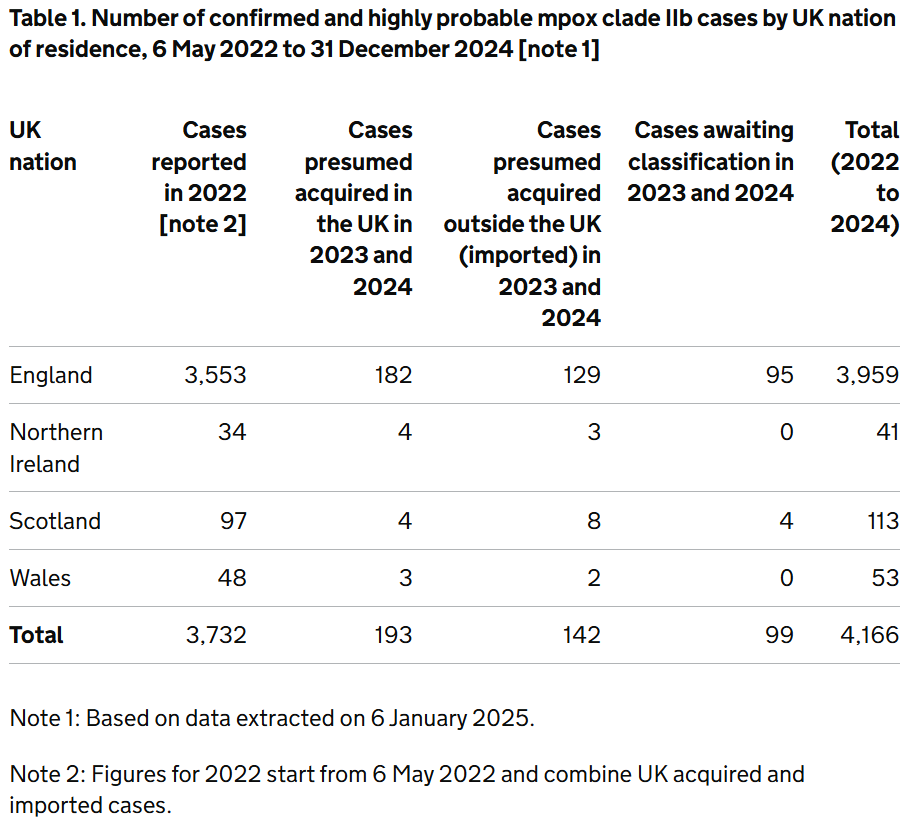 Table 1. Number of confirmed and highly probable mpox clade IIb cases by UK nation
of residence, 6 May 2022 to 31 December 2024 [note 1]
UK nation | Cases reported in 2022 [note 2] | Cases presumed acquired in the UK in 2023 and 2024 | Cases presumed acquired outside the UK (imported) in 2023 and 2024 | Cases awaiting classification in 2023 and 2024 | Total (2022 to 2024)
England 3,553 182 129 95 3,959
Northern Ireland 34 4 3 0 41
Scotland 97 4 8 4 113
Wales 48 3 2 0 53
Total 3,732 193 142 99 4,166
Note 1: Based on data extracted on 6 January 2025.
Note 2: Figures for 2022 start from 6 May 2022 and combine UK acquired and
imported cases.